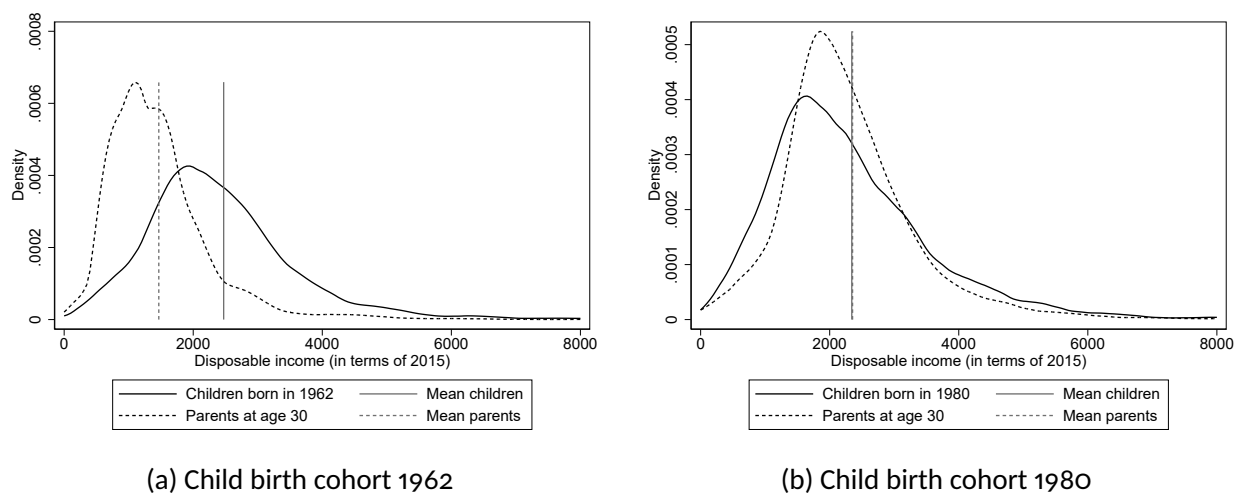 .0008
.0006
.0004
.0002
0
Density
0 2000 4000 6000 8000
Disposable income (in terms of 2015)
Children born in 1962 Mean children
Parents at age 30 Mean parents
(a) Child birth cohort 1962
.0005
.0004
.0003
.0002
.0001
0
Density
0 2000 4000 6000 8000
Disposable income (in terms of 2015)
Children born in 1980 Mean children
Parents at age 30 Mean parents
(b) Child birth cohort 1980